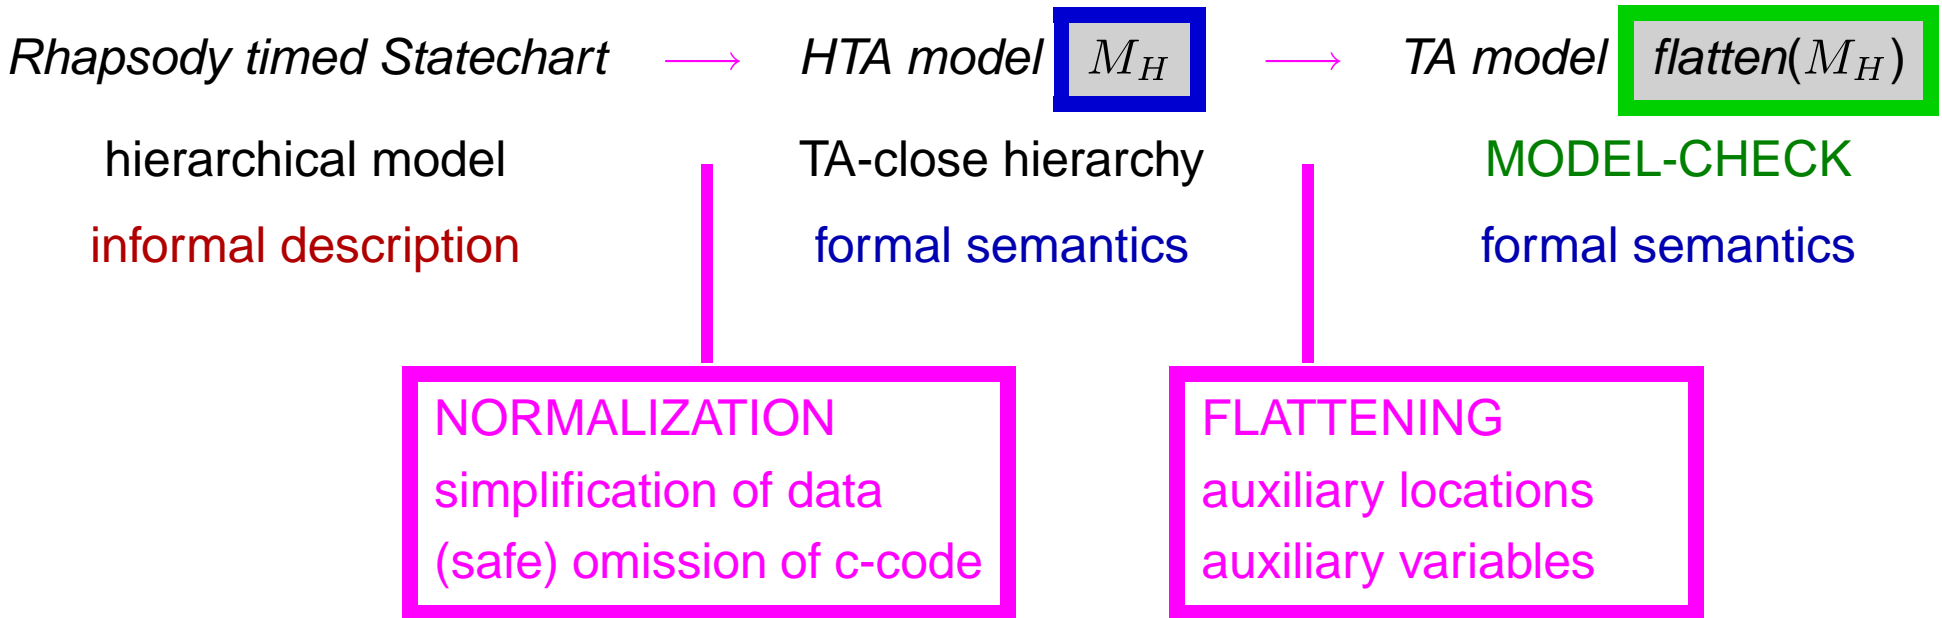 Rhapsody timed Statechart → HTA model M_H → TA model flatten(M_H)
hierarchical model TA-close hierarchy MODEL-CHECK
informal description formal semantics formal semantics
NORMALIZATION
simplification of data
(safe) omission of c-code
FLATTENING
auxiliary locations
auxiliary variables